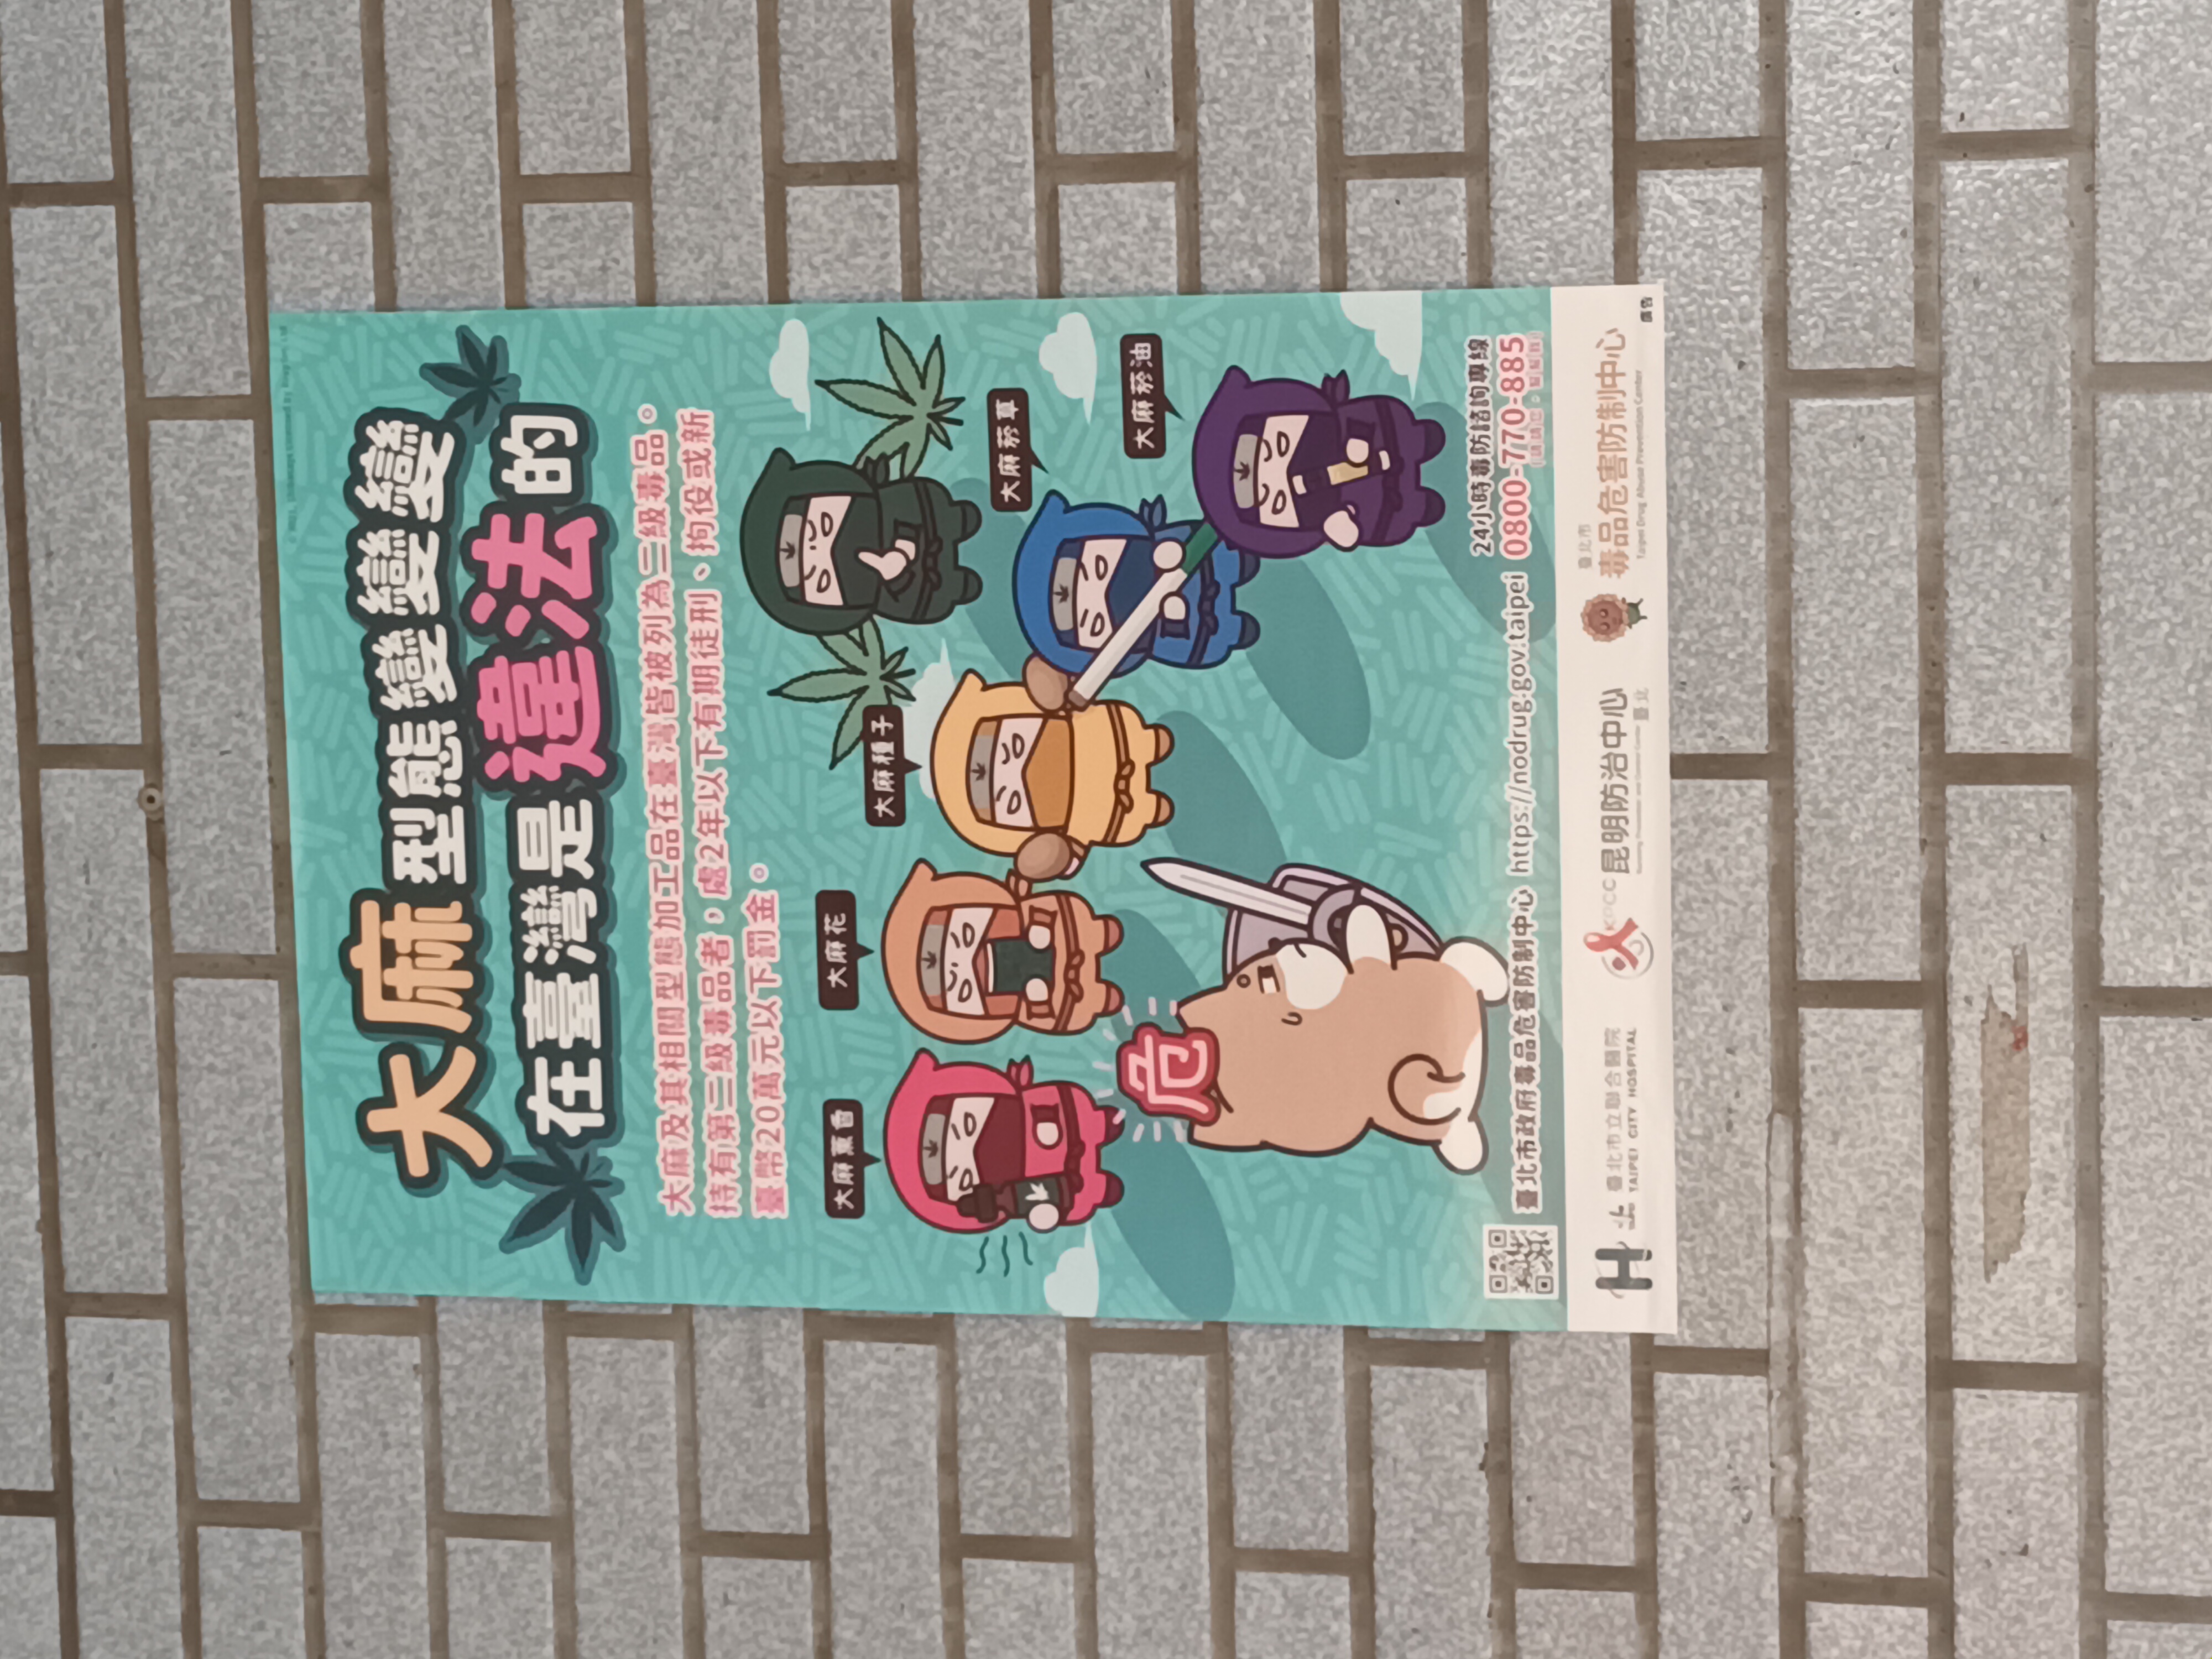 大麻型態變變變
在臺灣是違法的
大麻及其相關型態加工品在臺灣皆被列為二級毒品。
持有第二級毒品者，處2年以下有期徒刑、拘役或新
臺幣20萬元以下罰金。
大麻薰香
大麻花
大麻種子
大麻菸草
大麻菸油
危
24小時毒防諮詢專線
臺北市政府毒品危害防制中心 https://nodrug.gov.taipei 0800-770-885
(請請您，幫幫我)
臺北市立聯合醫院
TAIPEI CITY HOSPITAL
TAIPEI
KPCC 昆明防治中心
臺北
臺北市
毒品危害防制中心
Taipei Drug Abuse Prevention Center
廣告